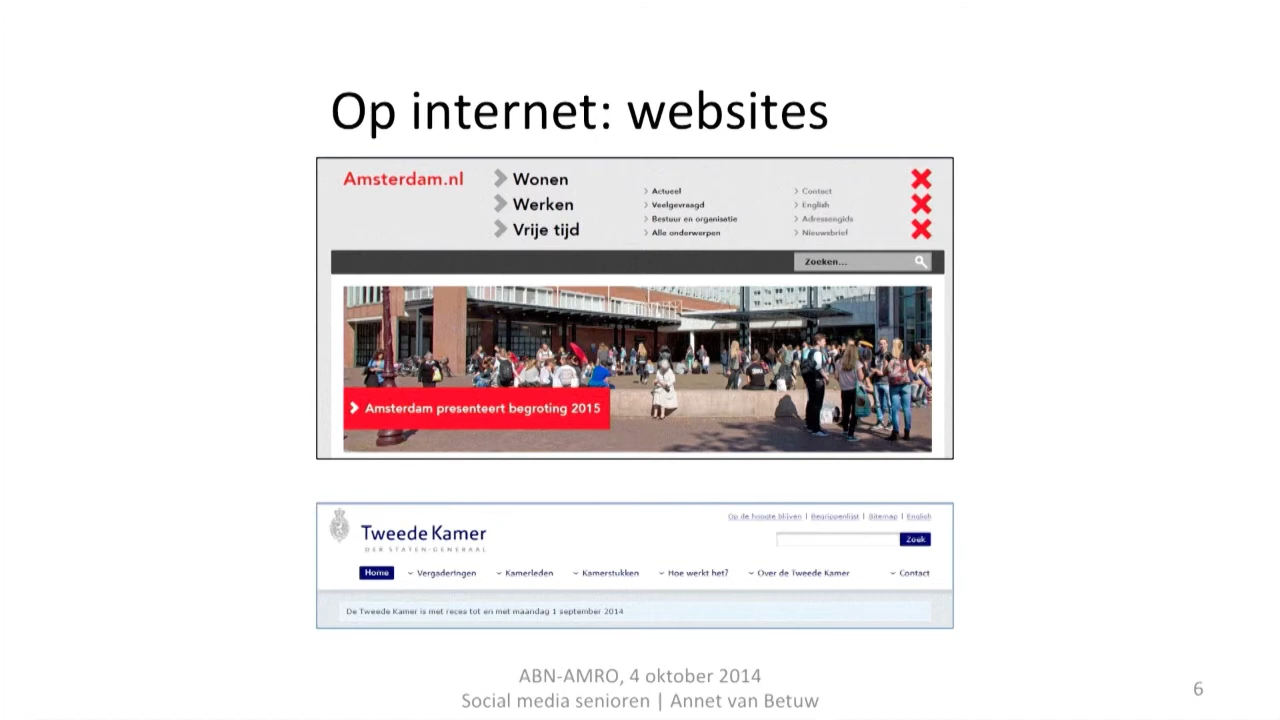 Op internet: websites
Amsterdam.nl
Wonen
Werken
Vrije tijd
Actueel
Veelgevraagd
Bestuur en organisatie
Alle onderwerpen
Contact
English
Adressengids
Nieuwsbrief
Zoeken...
Amsterdam presenteert begroting 2015
Op de hoogte blijven | Begrippenlijst | Sitemap | English
Tweede Kamer
DER STATEN-GENERAAL
Zoek
Home Vergaderingen Kamerleden Kamerstukken Hoe werkt het? Over de Tweede Kamer Contact
De Tweede Kamer is met reces tot en met maandag 1 september 2014
ABN-AMRO, 4 oktober 2014
Social media senioren | Annet van Betuw
6